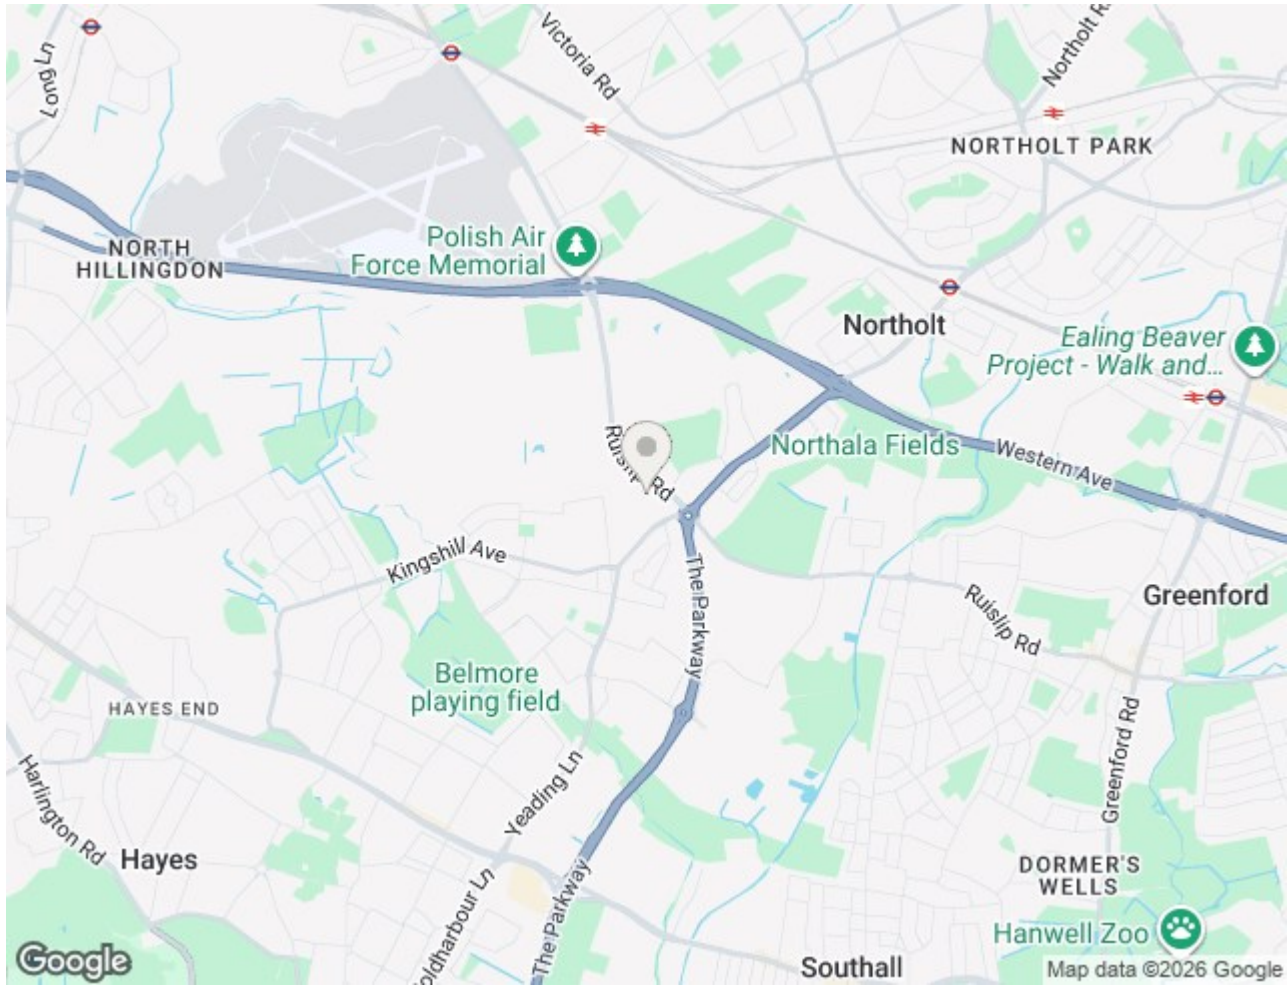 Long Ln
Victoria Rd
Northolt Rd
NORTHOLT PARK
Polish Air
Force Memorial
NORTH
HILLINGDON
Northolt
Ealing Beaver
Project - Walk and...
Ruislip Rd
Northala Fields
Western Ave
Kingshill Ave
The Parkway
Greenford
Ruislip Rd
Belmore
playing field
HAYES END
Greenford Rd
Harlington Rd
Yeading Ln
Hayes
DORMER'S
WELLS
oldharbour Ln
The Parkway
Hanwell Zoo
Southall
Google
Map data ©2026 Google